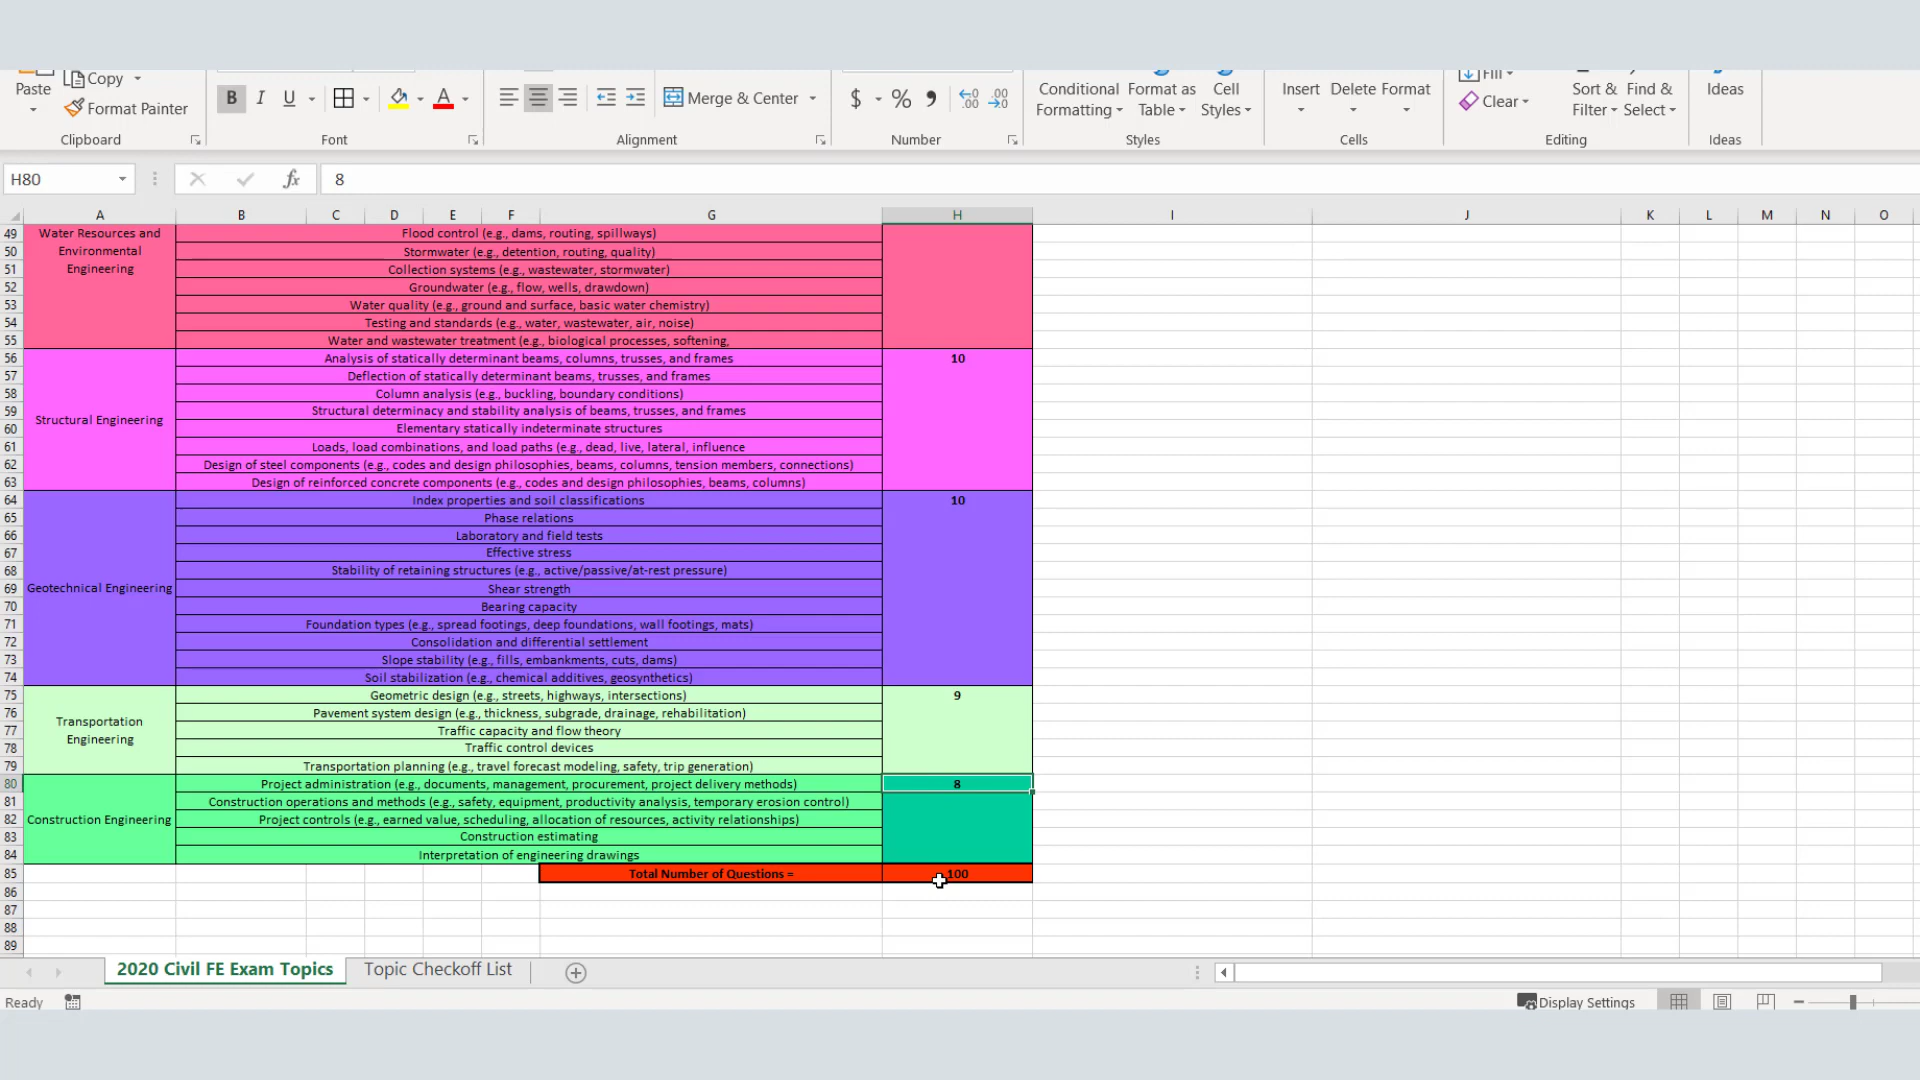 Paste
Copy
Format Painter
Clipboard
B I U
A
Font
Merge & Center
Alignment
$ % ,
.00
.00
Number
Conditional Formatting
Format as Table
Cell Styles
Styles
Insert
Delete
Format
Cells
Fill
Clear
Sort & Filter
Find & Select
Editing
Ideas
Ideas
H80
fx
8
A B C D E F G H I J K L M N O
49 Water Resources and Flood control (e.g., dams, routing, spillways)
50 Environmental Stormwater (e.g., detention, routing, quality)
51 Engineering Collection systems (e.g., wastewater, stormwater)
52 Groundwater (e.g., flow, wells, drawdown)
53 Water quality (e.g., ground and surface, basic water chemistry)
54 Testing and standards (e.g., water, wastewater, air, noise)
55 Water and wastewater treatment (e.g., biological processes, softening,
56 Analysis of statically determinant beams, columns, trusses, and frames 10
57 Deflection of statically determinant beams, trusses, and frames
58 Column analysis (e.g., buckling, boundary conditions)
59 Structural determinacy and stability analysis of beams, trusses, and frames
Structural Engineering
60 Elementary statically indeterminate structures
61 Loads, load combinations, and load paths (e.g., dead, live, lateral, influence
62 Design of steel components (e.g., codes and design philosophies, beams, columns, tension members, connections)
63 Design of reinforced concrete components (e.g., codes and design philosophies, beams, columns)
64 Index properties and soil classifications 10
65 Phase relations
66 Laboratory and field tests
67 Effective stress
68 Stability of retaining structures (e.g., active/passive/at-rest pressure)
69 Geotechnical Engineering Shear strength
70 Bearing capacity
71 Foundation types (e.g., spread footings, deep foundations, wall footings, mats)
72 Consolidation and differential settlement
73 Slope stability (e.g., fills, embankments, cuts, dams)
74 Soil stabilization (e.g., chemical additives, geosynthetics)
75 Geometric design (e.g., streets, highways, intersections) 9
76 Pavement system design (e.g., thickness, subgrade, drainage, rehabilitation)
Transportation
77 Traffic capacity and flow theory
Engineering
78 Traffic control devices
79 Transportation planning (e.g., travel forecast modeling, safety, trip generation)
80 Project administration (e.g., documents, management, procurement, project delivery methods) 8
81 Construction operations and methods (e.g., safety, equipment, productivity analysis, temporary erosion control)
82 Construction Engineering Project controls (e.g., earned value, scheduling, allocation of resources, activity relationships)
83 Construction estimating
84 Interpretation of engineering drawings
85 Total Number of Questions = 100
86
87
88
89
2020 Civil FE Exam Topics Topic Checkoff List
Ready Display Settings